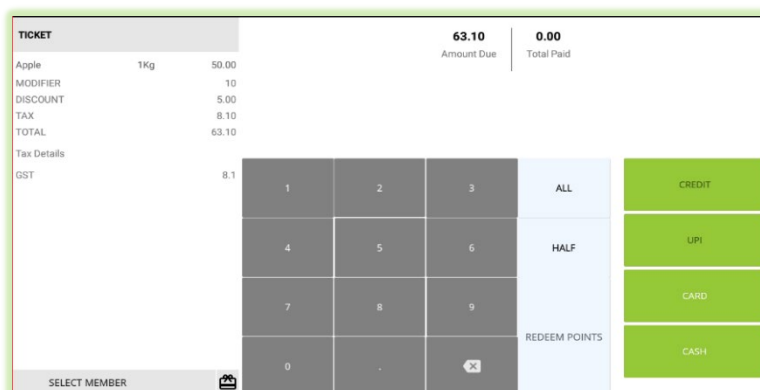 TICKET
Apple 1Kg 50.00
MODIFIER 10
DISCOUNT 5.00
TAX 8.10
TOTAL 63.10
Tax Details
GST 8.1
SELECT MEMBER
63.10 0.00
Amount Due Total Paid
1 2 3 ALL
4 5 6 HALF
7 8 9
REDEEM POINTS
0 .
CREDIT
UPI
CARD
CASH